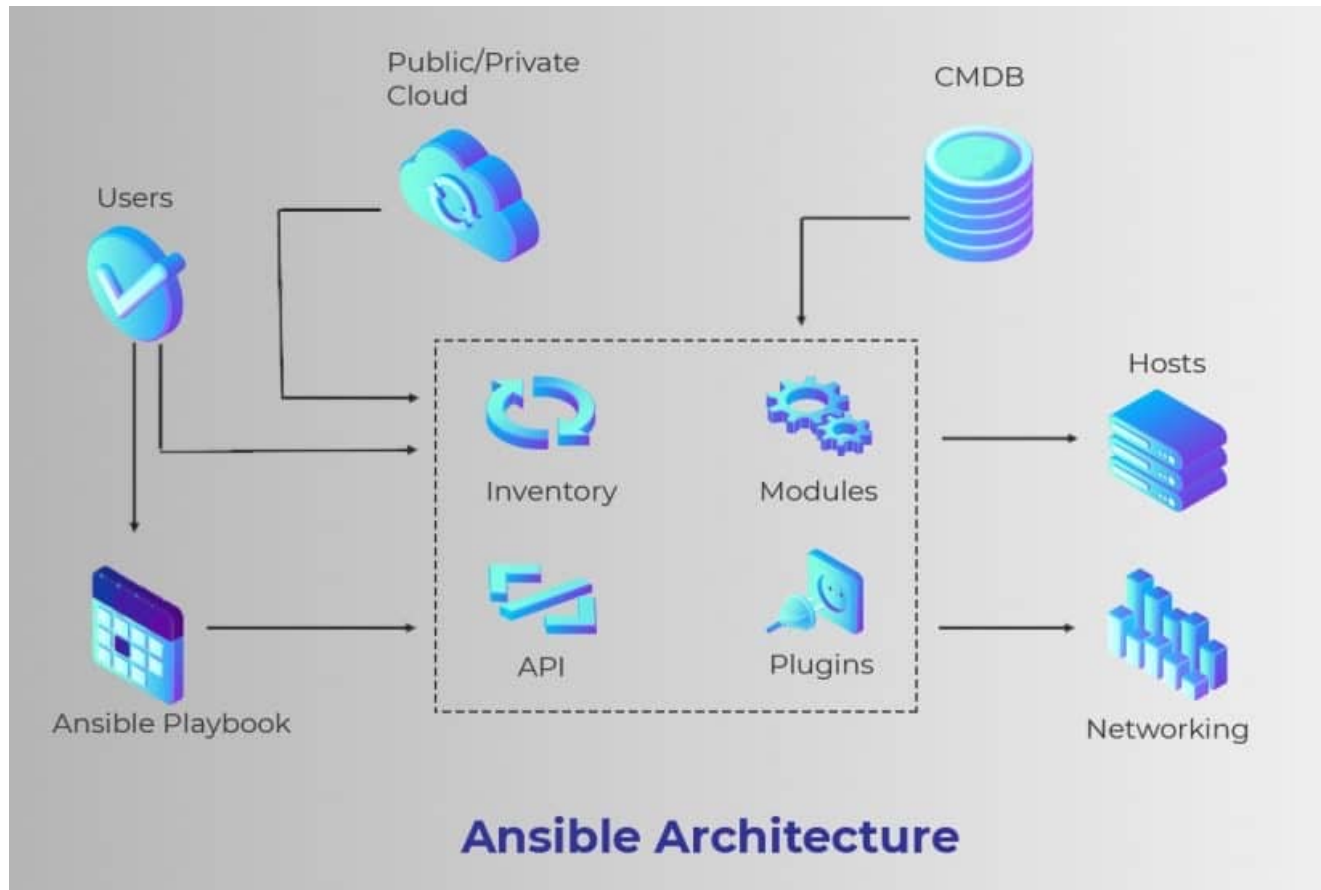 Public/Private
Cloud
CMDB
Users
Hosts
Inventory
Modules
API
Plugins
Ansible Playbook
Networking
Ansible Architecture